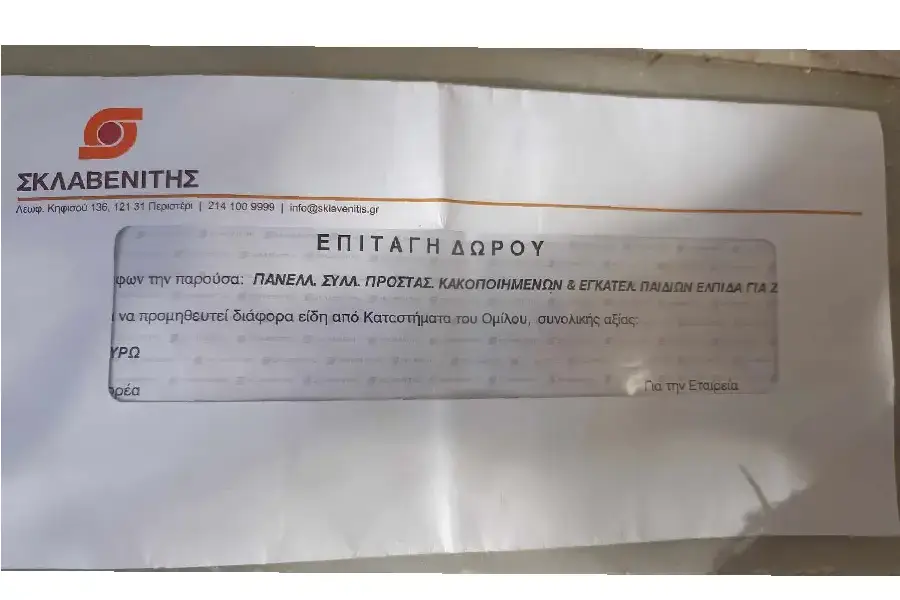 ΣΚΛΑΒΕΝΙΤΗΣ
Λεωφ. Κηφισού 136, 121 31 Περιστέρι | 214 100 9999 | info@sklavenitis.gr
ΕΠΙΤΑΓΗ ΔΩΡΟΥ
φων την παρούσα: ΠΑΝΕΛΛ. ΣΥΛΛ. ΠΡΟΣΤΑΣ. ΚΑΚΟΠΟΙΗΜΕΝΩΝ & ΕΓΚΑΤΕΛ. ΠΑΙΔΙΩΝ ΕΛΠΙΔΑ ΓΙΑ Ζ
να προμηθευτεί διάφορα είδη από Καταστήματα του Ομίλου, συνολικής αξίας:
ΥΡΩ
ρέα Για την Εταιρεία